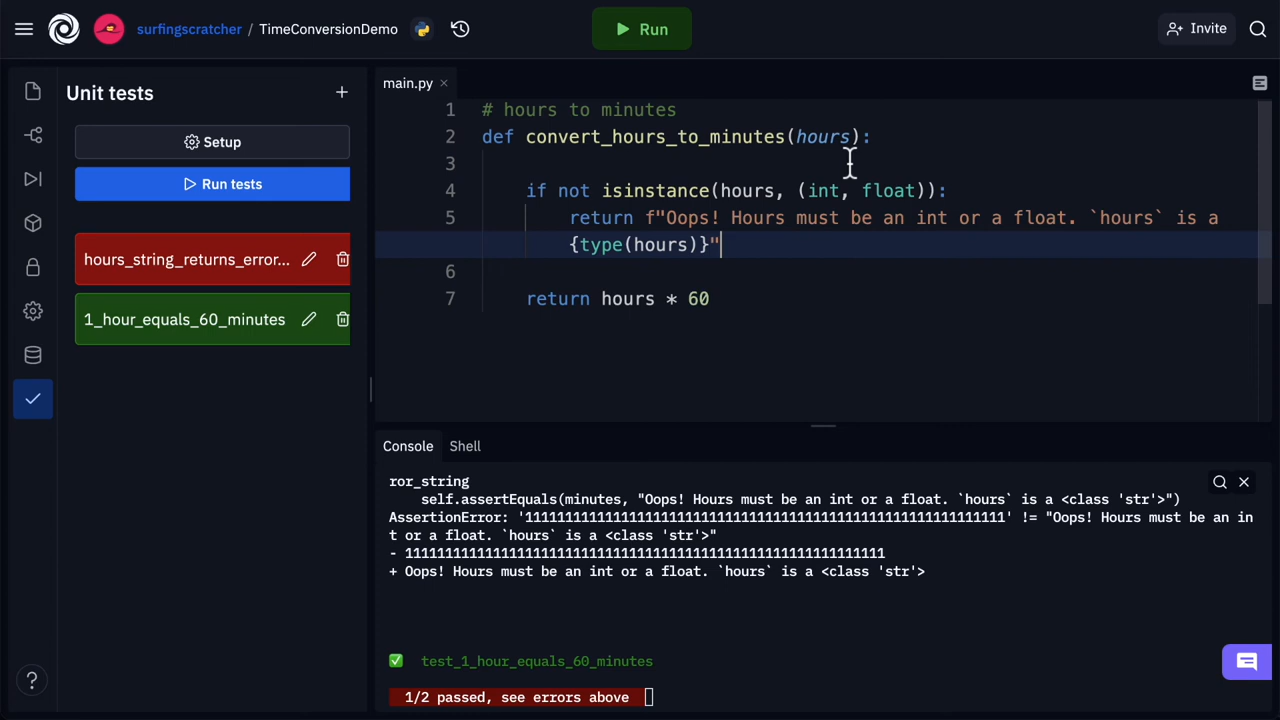 surfingscratcher / TimeConversionDemo
Run
Invite
Unit tests
Setup
Run tests
hours_string_returns_error...
1_hour_equals_60_minutes
main.py
1 # hours to minutes
2 def convert_hours_to_minutes(hours):
3
4 if not isinstance(hours, (int, float)):
5 return f"Oops! Hours must be an int or a float. `hours` is a
{type(hours)}"
6
7 return hours * 60
Console Shell
ror_string
self.assertEquals(minutes, "Oops! Hours must be an int or a float. `hours` is a <class 'str'>")
AssertionError: '111111111111111111111111111111111111111111111111111111111111' != "Oops! Hours must be an in
t or a float. `hours` is a <class 'str'>"
- 111111111111111111111111111111111111111111111111111111111111
+ Oops! Hours must be an int or a float. `hours` is a <class 'str'>
test_1_hour_equals_60_minutes
1/2 passed, see errors above
?